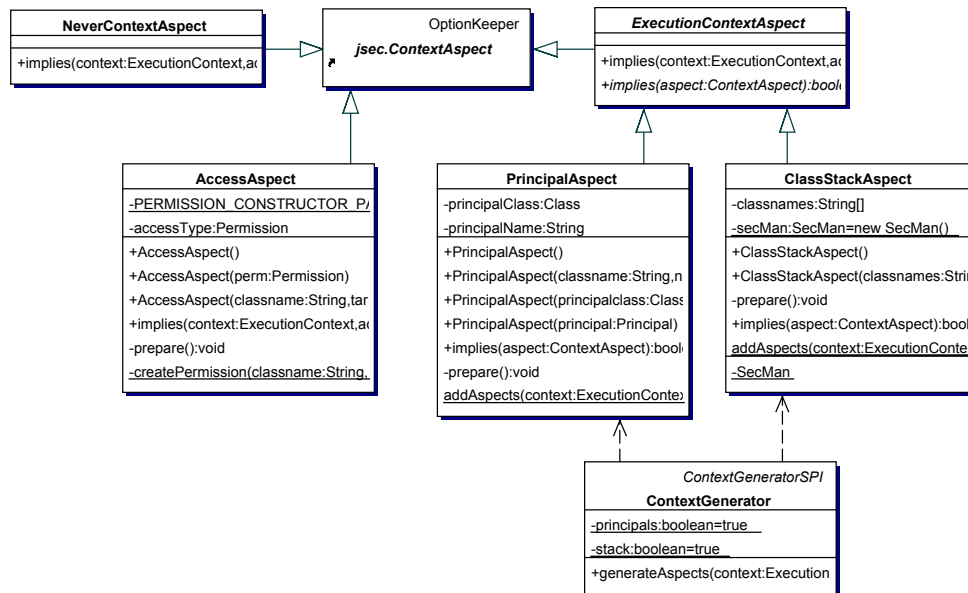 NeverContextAspect
+implies(context:ExecutionContext,ac
OptionKeeper
jsec.ContextAspect
ExecutionContextAspect
+implies(context:ExecutionContext,ac
+implies(aspect:ContextAspect):boole
AccessAspect
-PERMISSION_CONSTRUCTOR_PA
-accessType:Permission
+AccessAspect()
+AccessAspect(perm:Permission)
+AccessAspect(classname:String,tar
+implies(context:ExecutionContext,ac
-prepare():void
-createPermission(classname:String,
PrincipalAspect
-principalClass:Class
-principalName:String
+PrincipalAspect()
+PrincipalAspect(classname:String,n
+PrincipalAspect(principalclass:Class
+PrincipalAspect(principal:Principal)
+implies(aspect:ContextAspect):boole
-prepare():void
addAspects(context:ExecutionContex
ClassStackAspect
-classnames:String[]
-secMan:SecMan=new SecMan()
+ClassStackAspect()
+ClassStackAspect(classnames:Strin
-prepare():void
+implies(aspect:ContextAspect):boole
addAspects(context:ExecutionContex
-SecMan
ContextGeneratorSPI
ContextGenerator
-principals:boolean=true
-stack:boolean=true
+generateAspects(context:Execution